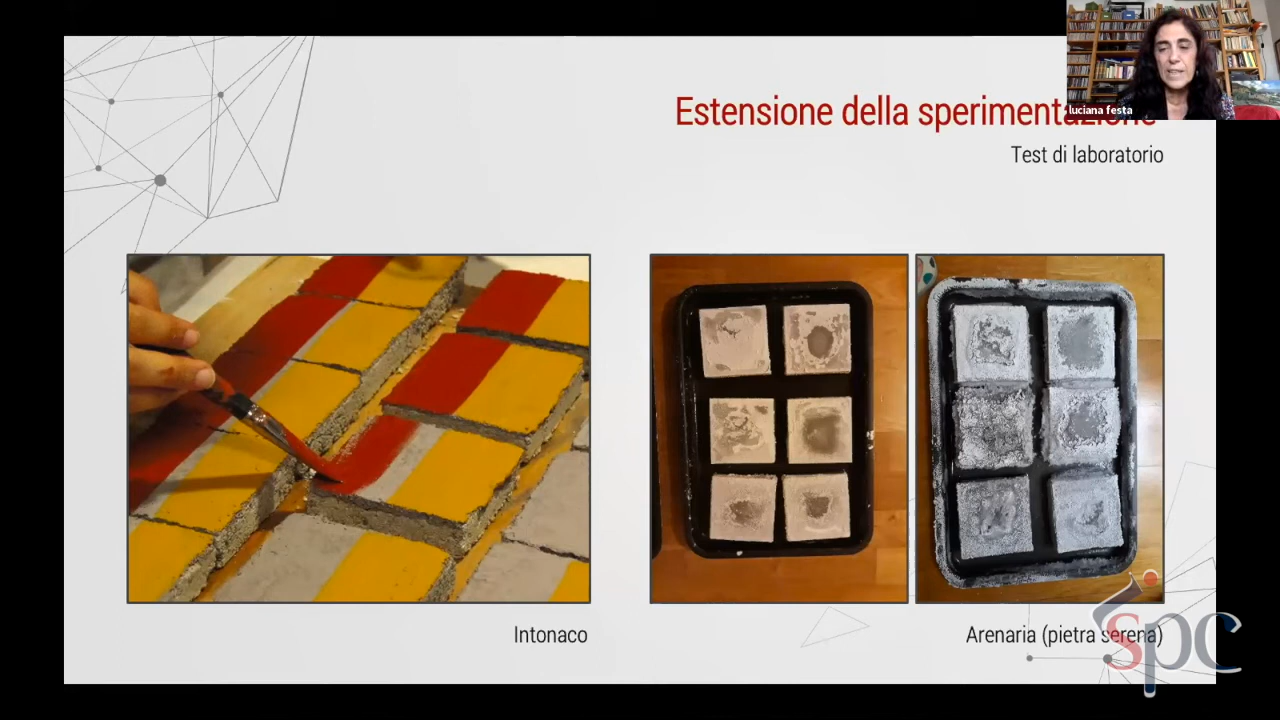 luciana festa
Estensione della sperimentazione
Test di laboratorio
Intonaco
Arenaria (pietra serena)
spc